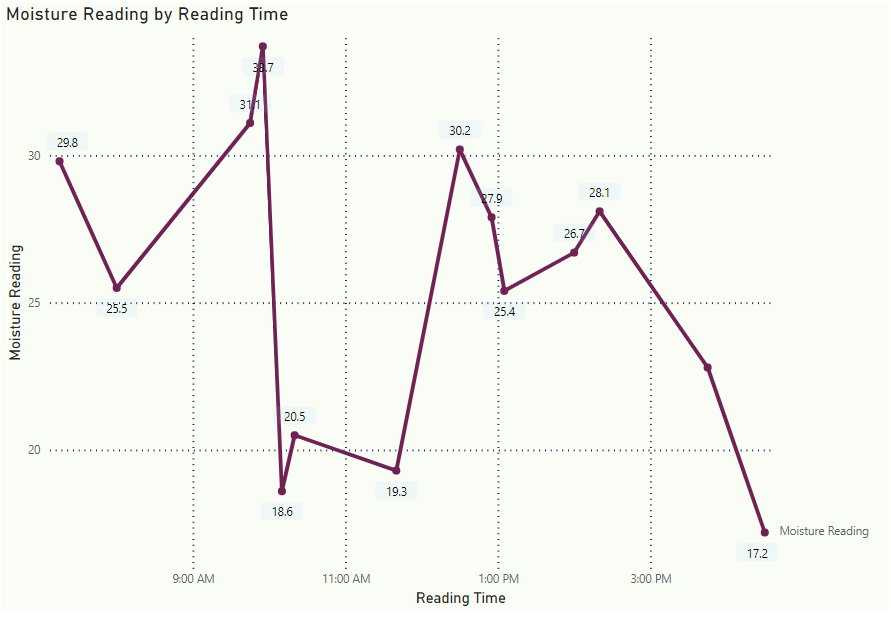 Moisture Reading by Reading Time
33.7
31.1
29.8
30.2
30
27.9
28.1
26.7
25
25.5
25.4
20.5
20
19.3
18.6
17.2
Moisture Reading
Moisture Reading
9:00 AM
11:00 AM
1:00 PM
3:00 PM
Reading Time